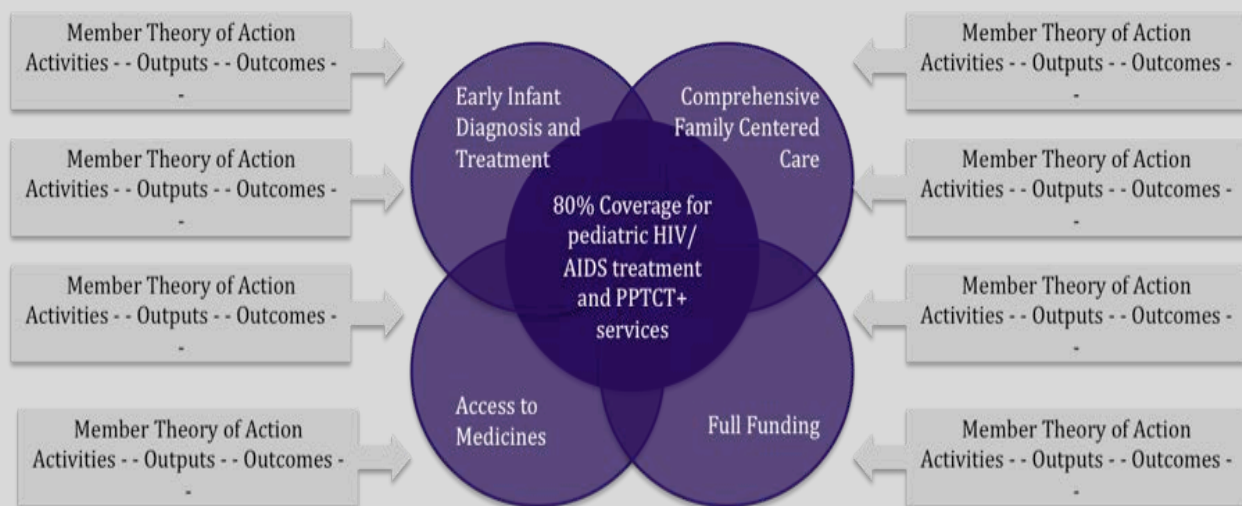 Member Theory of Action
Activities - - Outputs - - Outcomes -
-
Member Theory of Action
Activities - - Outputs - - Outcomes -
-
Member Theory of Action
Activities - - Outputs - - Outcomes -
-
Member Theory of Action
Activities - - Outputs - - Outcomes -
-
Early Infant
Diagnosis and
Treatment
Comprehensive
Family Centered
Care
80% Coverage for
pediatric HIV/
AIDS treatment
and PPTCT+
services
Access to
Medicines
Full Funding
Member Theory of Action
Activities - - Outputs - - Outcomes -
-
Member Theory of Action
Activities - - Outputs - - Outcomes -
-
Member Theory of Action
Activities - - Outputs - - Outcomes -
-
Member Theory of Action
Activities - - Outputs - - Outcomes -
-